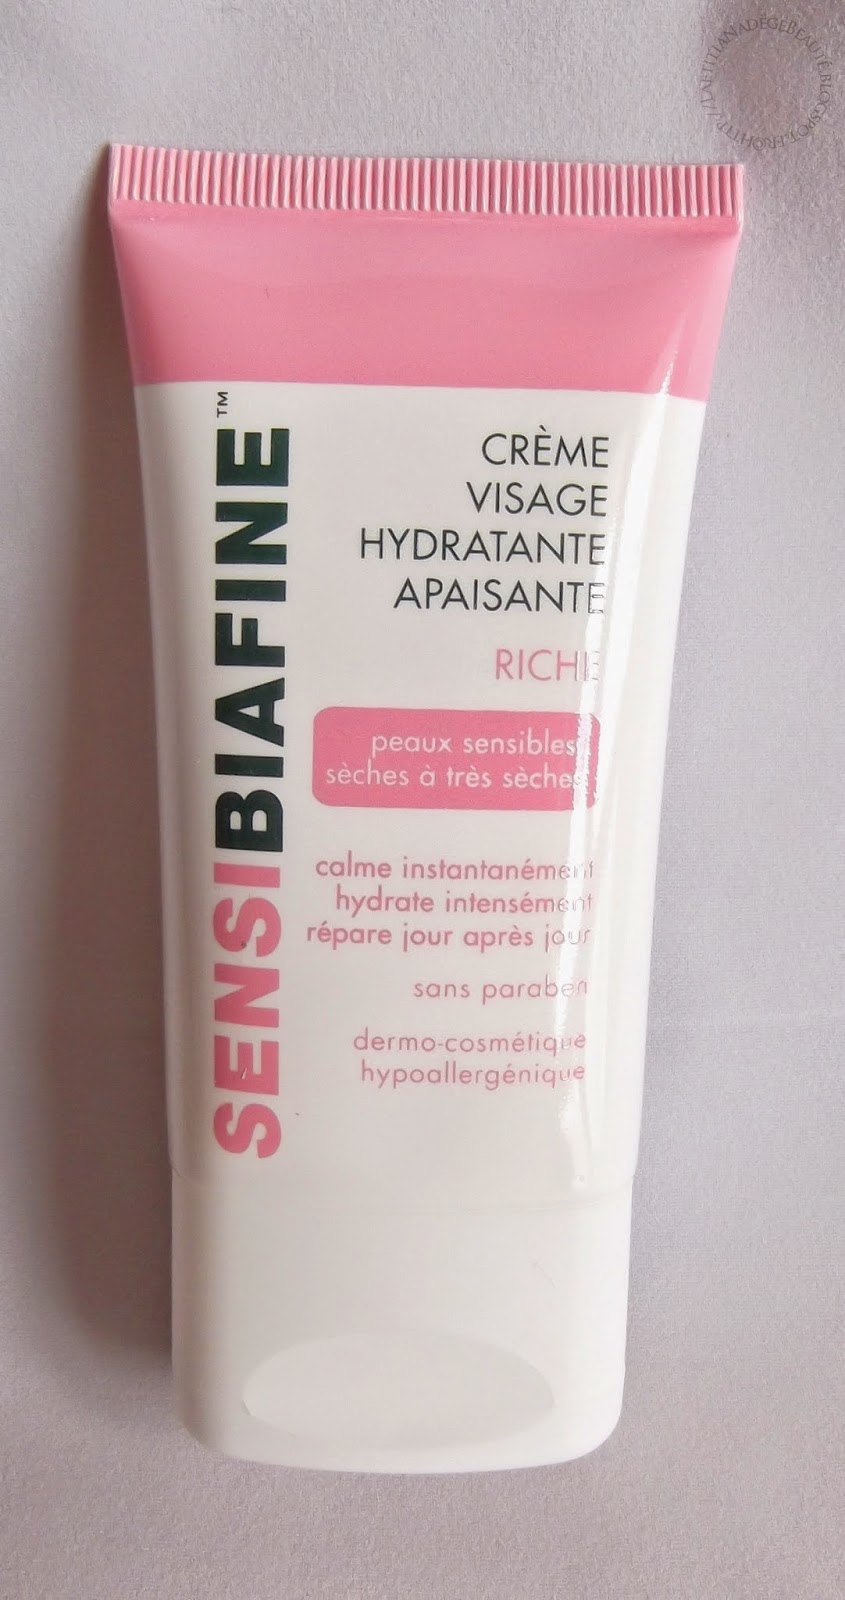 SENSIBIAFINE™
CRÈME
VISAGE
HYDRATANTE
APAISANTE
RICHE
peaux sensibles,
sèches à très sèches
calme instantanément
hydrate intensément
répare jour après jour
sans paraben
dermo-cosmétique
hypoallergénique